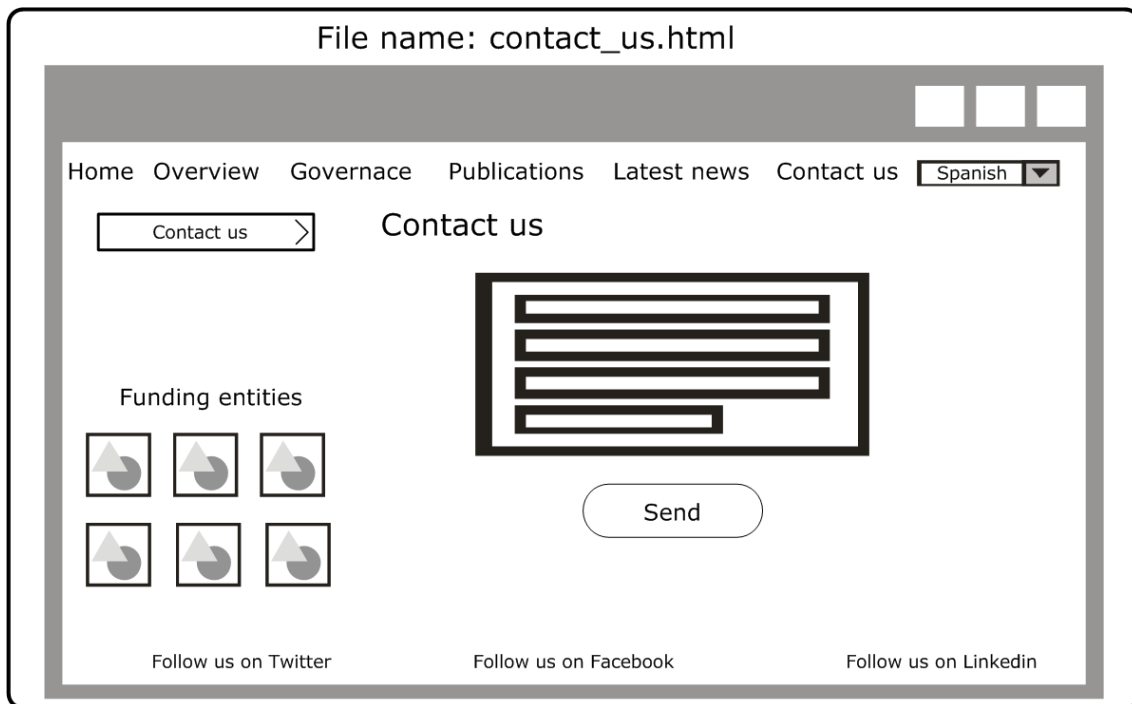 File name: contact_us.html
Home Overview Governace Publications Latest news Contact us Spanish
Contact us Contact us
Funding entities
Send
Follow us on Twitter Follow us on Facebook Follow us on Linkedin